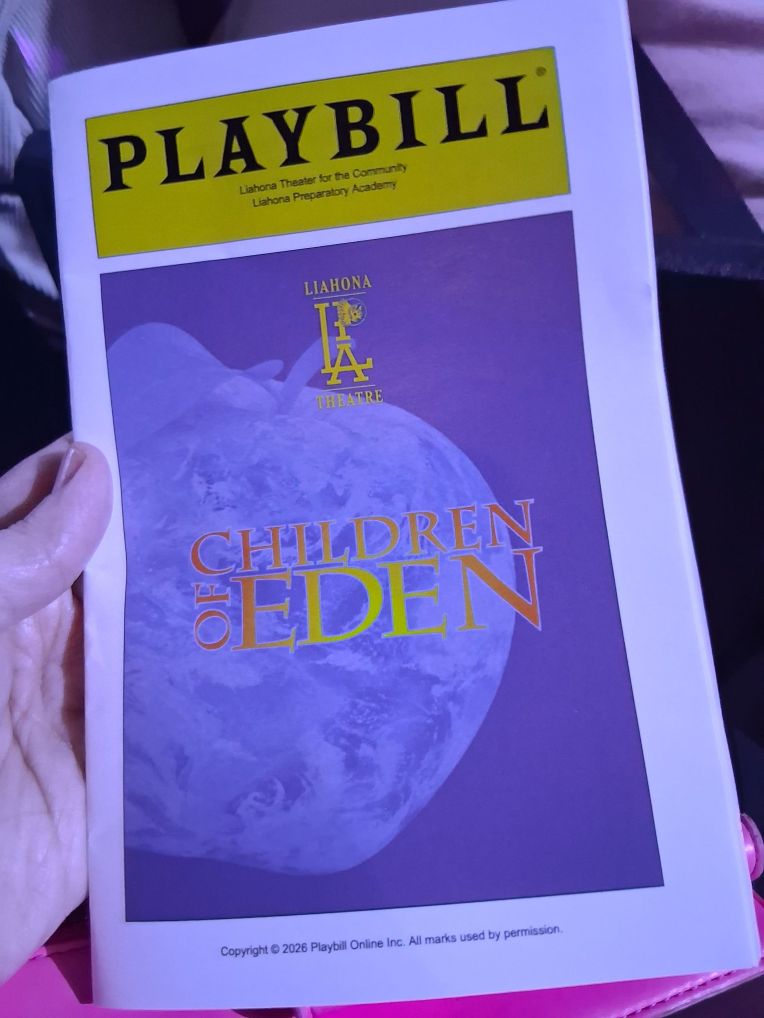 PLAYBILL®
Liahona Theater for the Community
Liahona Preparatory Academy
LIAHONA
LPA
THEATRE
CHILDREN
OF EDEN
Copyright © 2026 Playbill Online Inc. All marks used by permission.